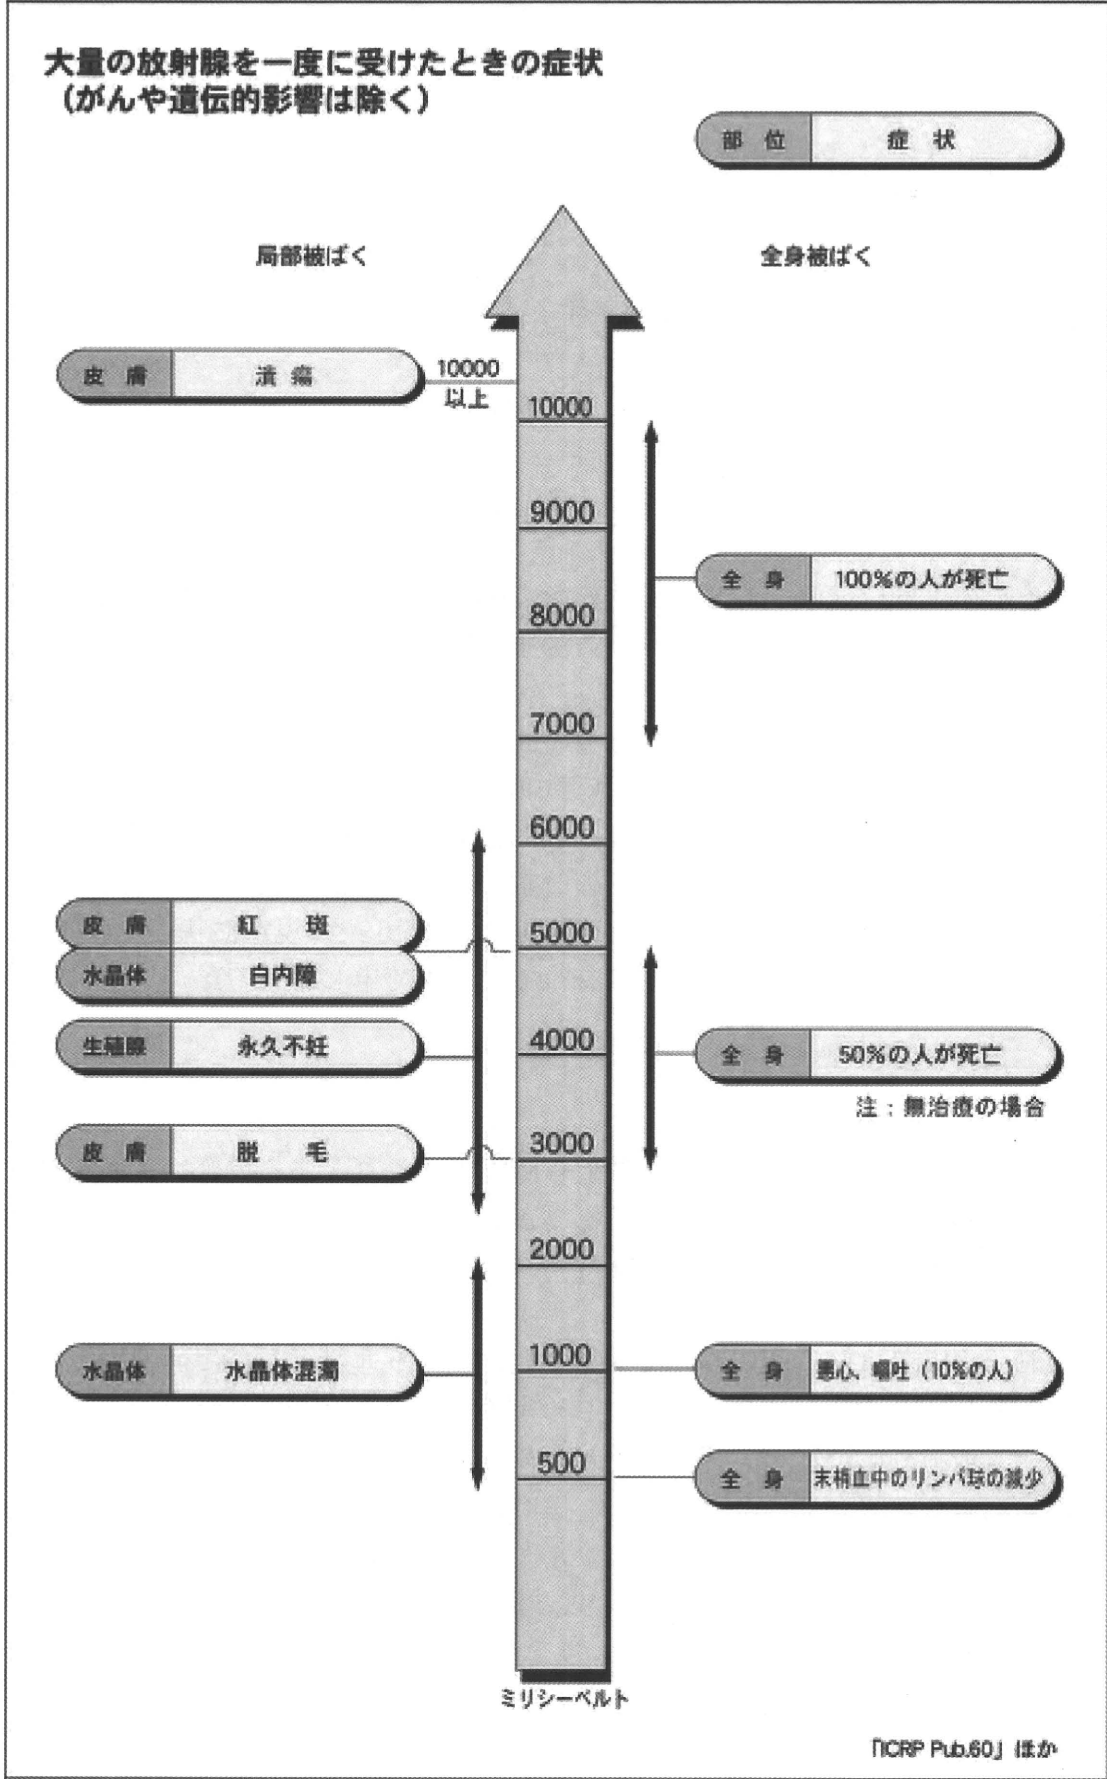 大量の放射腺を一度に受けたときの症状
（がんや遺伝的影響は除く）
部位 症状
局部被ばく 全身被ばく
皮膚 潰瘍 10000
以上
10000
9000
全身 100%の人が死亡
8000
7000
6000
皮膚 紅斑
5000
水晶体 白内障
生殖腺 永久不妊
4000
全身 50%の人が死亡
注：無治療の場合
皮膚 脱毛
3000
2000
水晶体 水晶体混濁
1000
全身 悪心、嘔吐（10%の人）
500
全身 末梢血中のリンパ球の減少
ミリシーベルト
「ICRP Pub.60」ほか